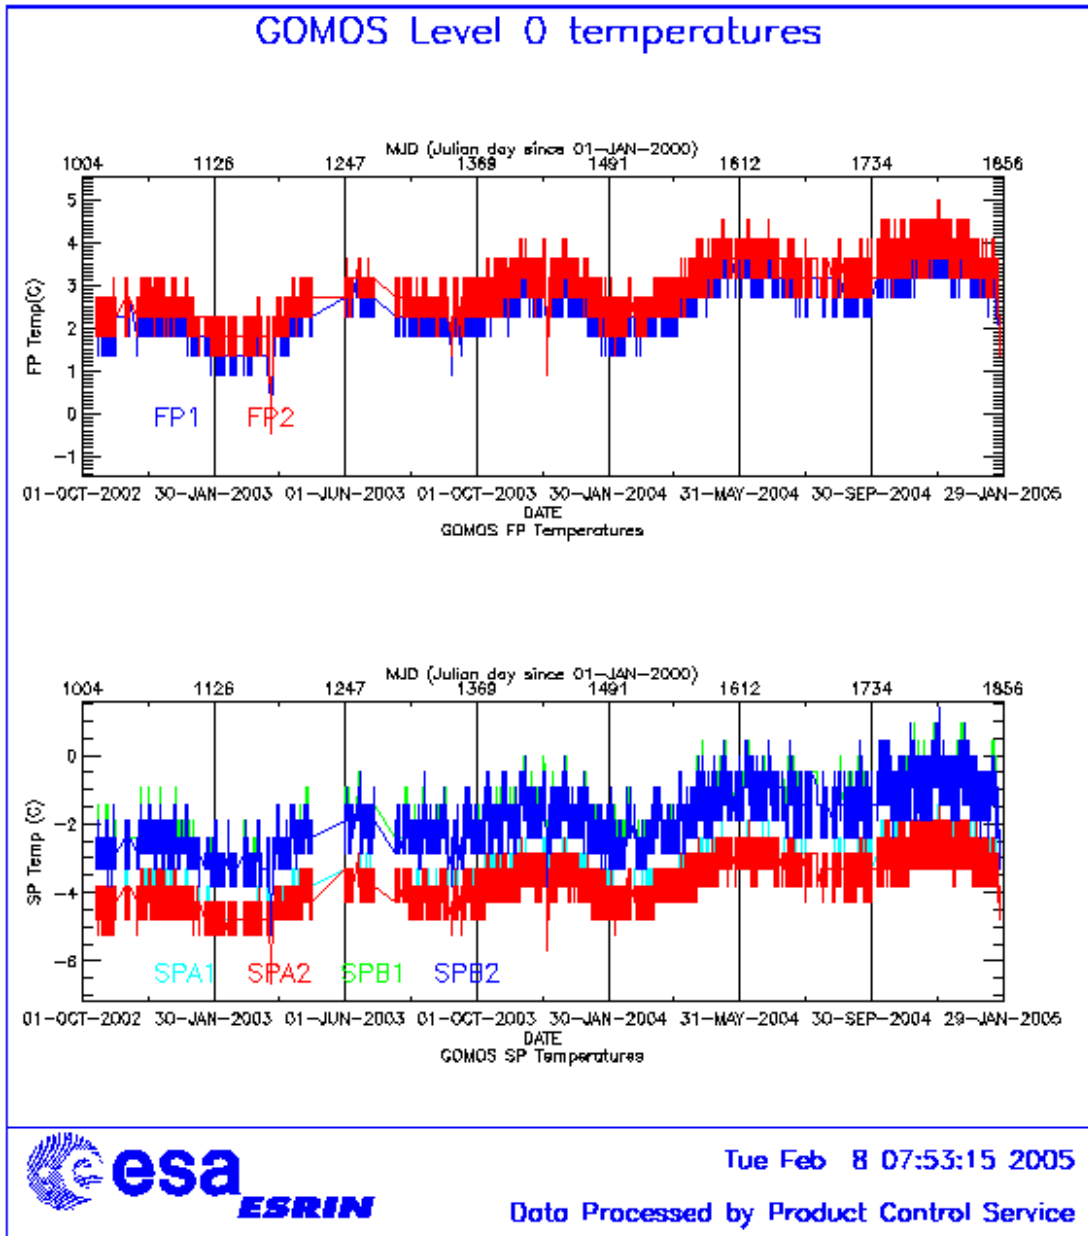 GOMOS Level 0 temperatures
MJD (Julian day since 01-JAN-2000)
1004 1126 1247 1369 1491 1612 1734 1856
5
4
3
2
1
0
-1
FP Temp(C)
FP1 FP2
01-OCT-2002 30-JAN-2003 01-JUN-2003 01-OCT-2003 30-JAN-2004 31-MAY-2004 30-SEP-2004 29-JAN-2005
DATE
GOMOS FP Temperatures
MJD (Julian day since 01-JAN-2000)
1004 1126 1247 1369 1491 1612 1734 1856
0
-2
-4
-6
SP Temp (C)
SPA1 SPA2 SPB1 SPB2
01-OCT-2002 30-JAN-2003 01-JUN-2003 01-OCT-2003 30-JAN-2004 31-MAY-2004 30-SEP-2004 29-JAN-2005
DATE
GOMOS SP Temperatures
esa
ESRIN
Tue Feb 8 07:53:15 2005
Data Processed by Product Control Service